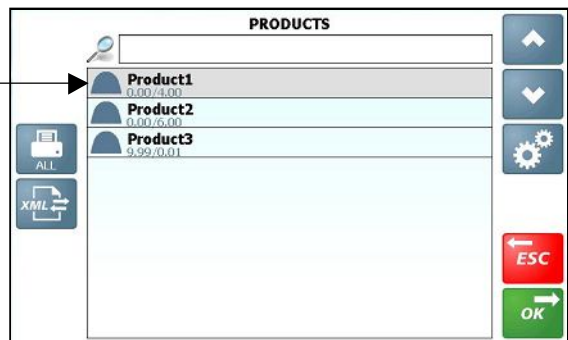 PRODUCTS
Product1
0.00/4.00
Product2
0.00/6.00
Product3
9.99/0.01
ALL
XML
ESC
OK